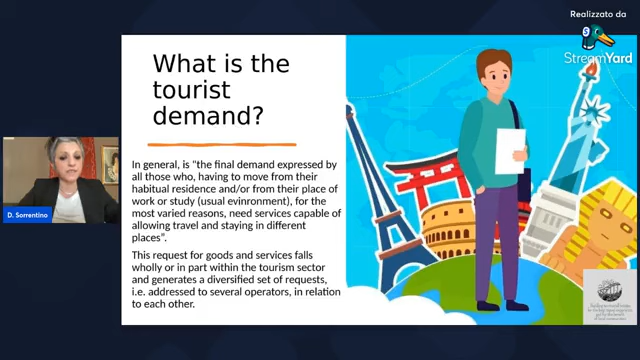 Realizzato da
StreamYard
What is the
tourist
demand?
In general, is “the final demand expressed by
all those who, having to move from their
habitual residence and/or from their place of
work or study (usual evinronment), for the
most varied reasons, need services capable of
allowing travel and staying in different
places”.
This request for goods and services falls
wholly or in part within the tourism sector
and generates a diversified set of requests,
i.e. addressed to several operators, in relation
to each other.
D. Sorrentino